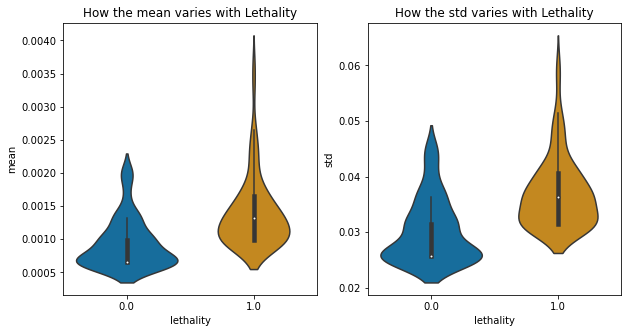 How the mean varies with Lethality
0.0040
0.0035
0.0030
0.0025
0.0020
0.0015
0.0010
0.0005
mean
0.0
1.0
lethality
How the std varies with Lethality
0.06
0.05
0.04
0.03
0.02
std
0.0
1.0
lethality